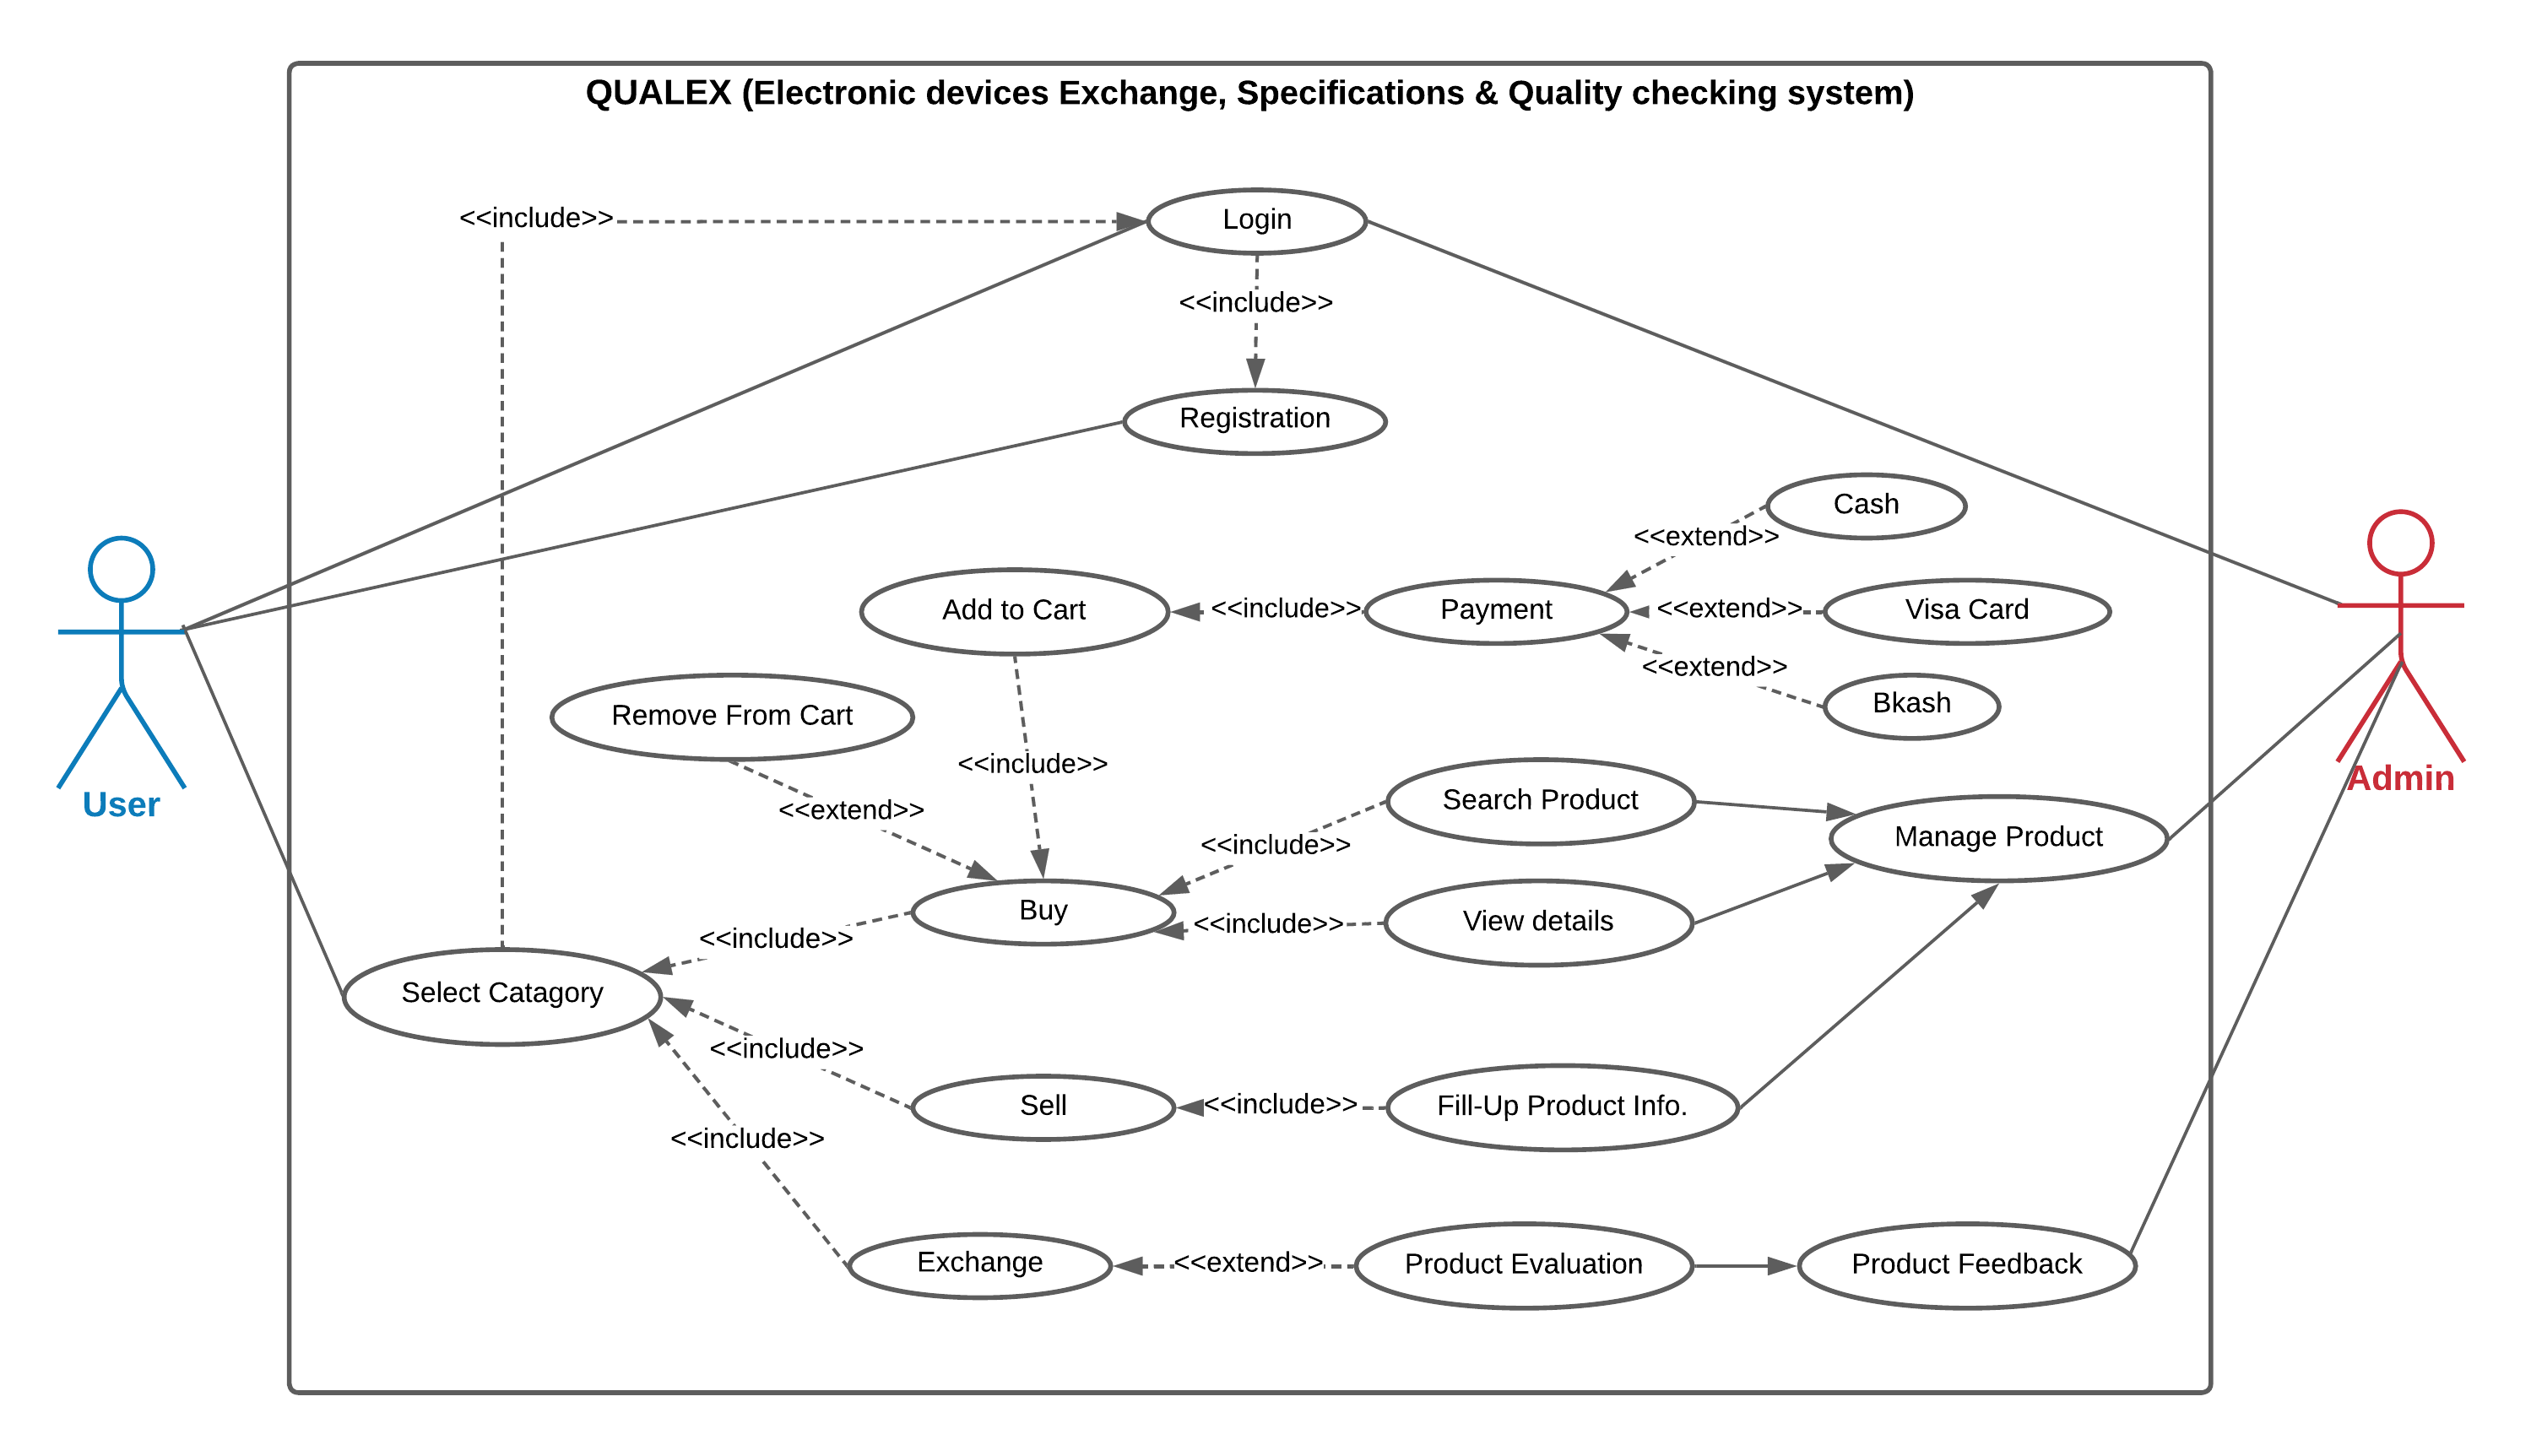 QUALEX (Electronic devices Exchange, Specifications & Quality checking system)
<<include>>
Login
<<include>>
Registration
Cash
<<extend>>
Add to Cart
<<include>>
Payment
<<extend>>
Visa Card
<<extend>>
Bkash
Remove From Cart
<<include>>
User
Admin
<<extend>>
Search Product
<<include>>
Manage Product
Buy
<<include>>
View details
<<include>>
Select Catagory
<<include>>
Sell
<<include>>
Fill-Up Product Info.
<<include>>
Exchange
<<extend>>
Product Evaluation
Product Feedback